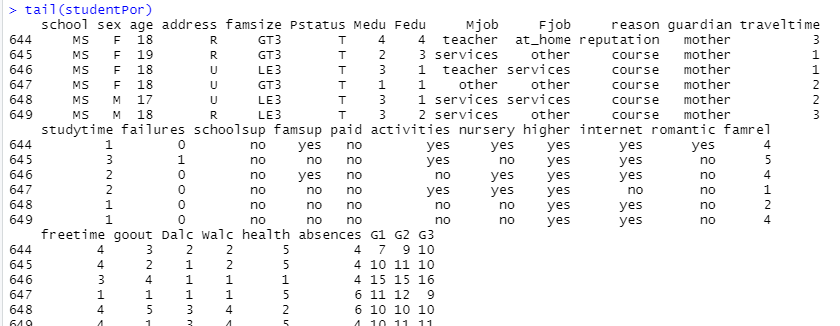 > tail(studentPor)
    school sex age address famsize Pstatus Medu Fedu     Mjob     Fjob     reason guardian traveltime
644     MS   F  18       R     GT3       T    4    4  teacher  at_home reputation   mother          3
645     MS   F  19       R     GT3       T    2    3 services    other     course   mother          1
646     MS   F  18       U     LE3       T    3    1  teacher services     course   mother          1
647     MS   F  18       U     GT3       T    1    1    other    other     course   mother          2
648     MS   M  17       U     LE3       T    3    1 services services     course   mother          2
649     MS   M  18       R     LE3       T    3    2 services    other     course   mother          3
    studytime failures schoolsup famsup paid activities nursery higher internet romantic famrel
644         1        0        no    yes   no        yes     yes    yes      yes      yes      4
645         3        1        no     no   no        yes      no    yes      yes       no      5
646         2        0        no    yes   no         no     yes    yes      yes       no      4
647         2        0        no     no   no        yes     yes    yes       no       no      1
648         1        0        no     no   no         no      no    yes      yes       no      2
649         1        0        no     no   no         no      no    yes      yes       no      4
    freetime goout Dalc Walc health absences G1 G2 G3
644        4     3    2    2      5        4  7  9 10
645        4     2    1    2      5        4 10 11 10
646        3     4    1    1      1        4 15 15 16
647        1     1    1    1      5        6 11 12  9
648        4     5    3    4      2        6 10 10 10
649        4     1    3    4      5        4 10 11 11